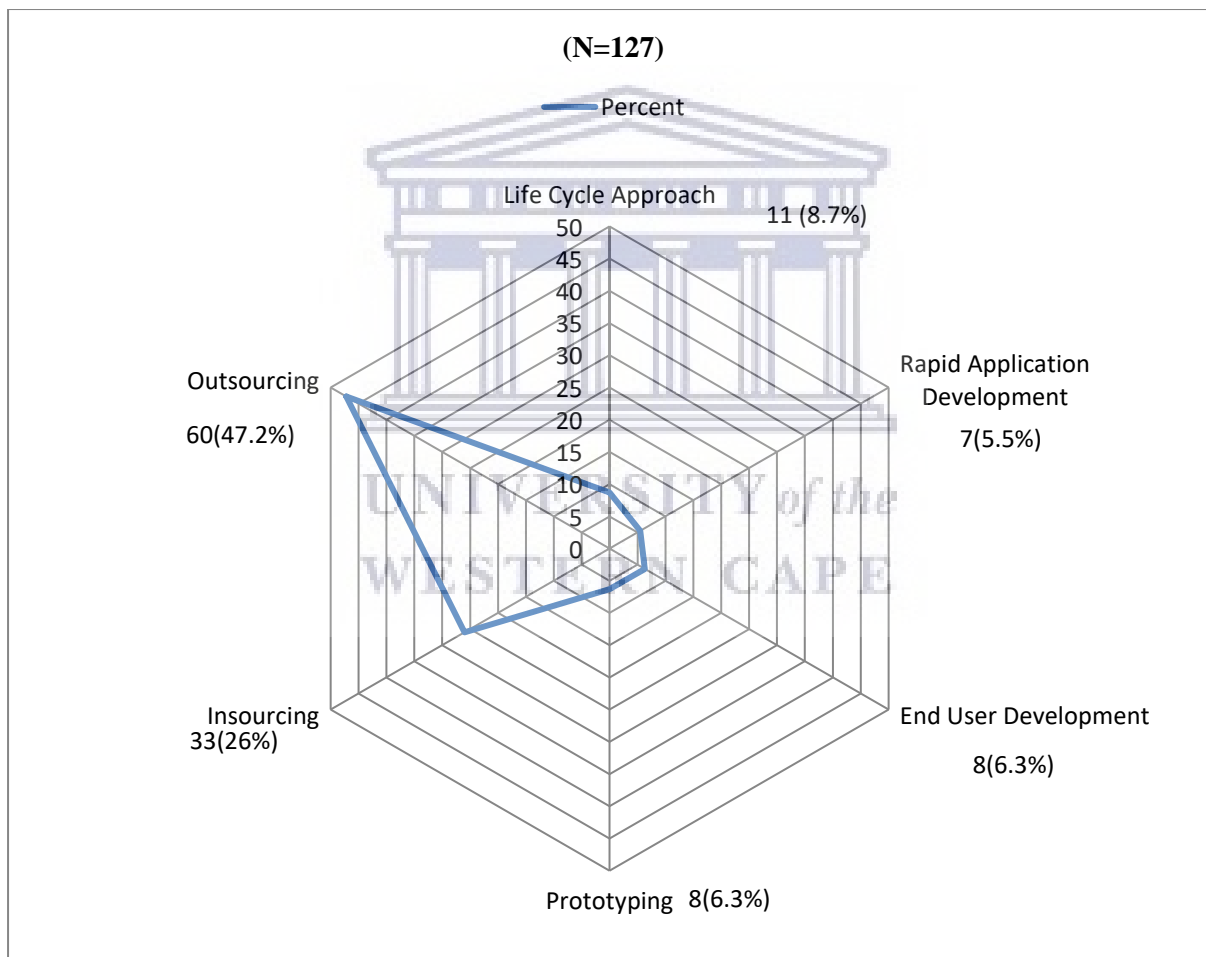 (N=127)
Percent
Life Cycle Approach
11 (8.7%)
50
45
40
35
30
25
20
15
10
5
0
Rapid Application
Development
7(5.5%)
Outsourcing
60(47.2%)
UNIVERSITY of the
WESTERN CAPE
Insourcing
33(26%)
End User Development
8(6.3%)
Prototyping 8(6.3%)